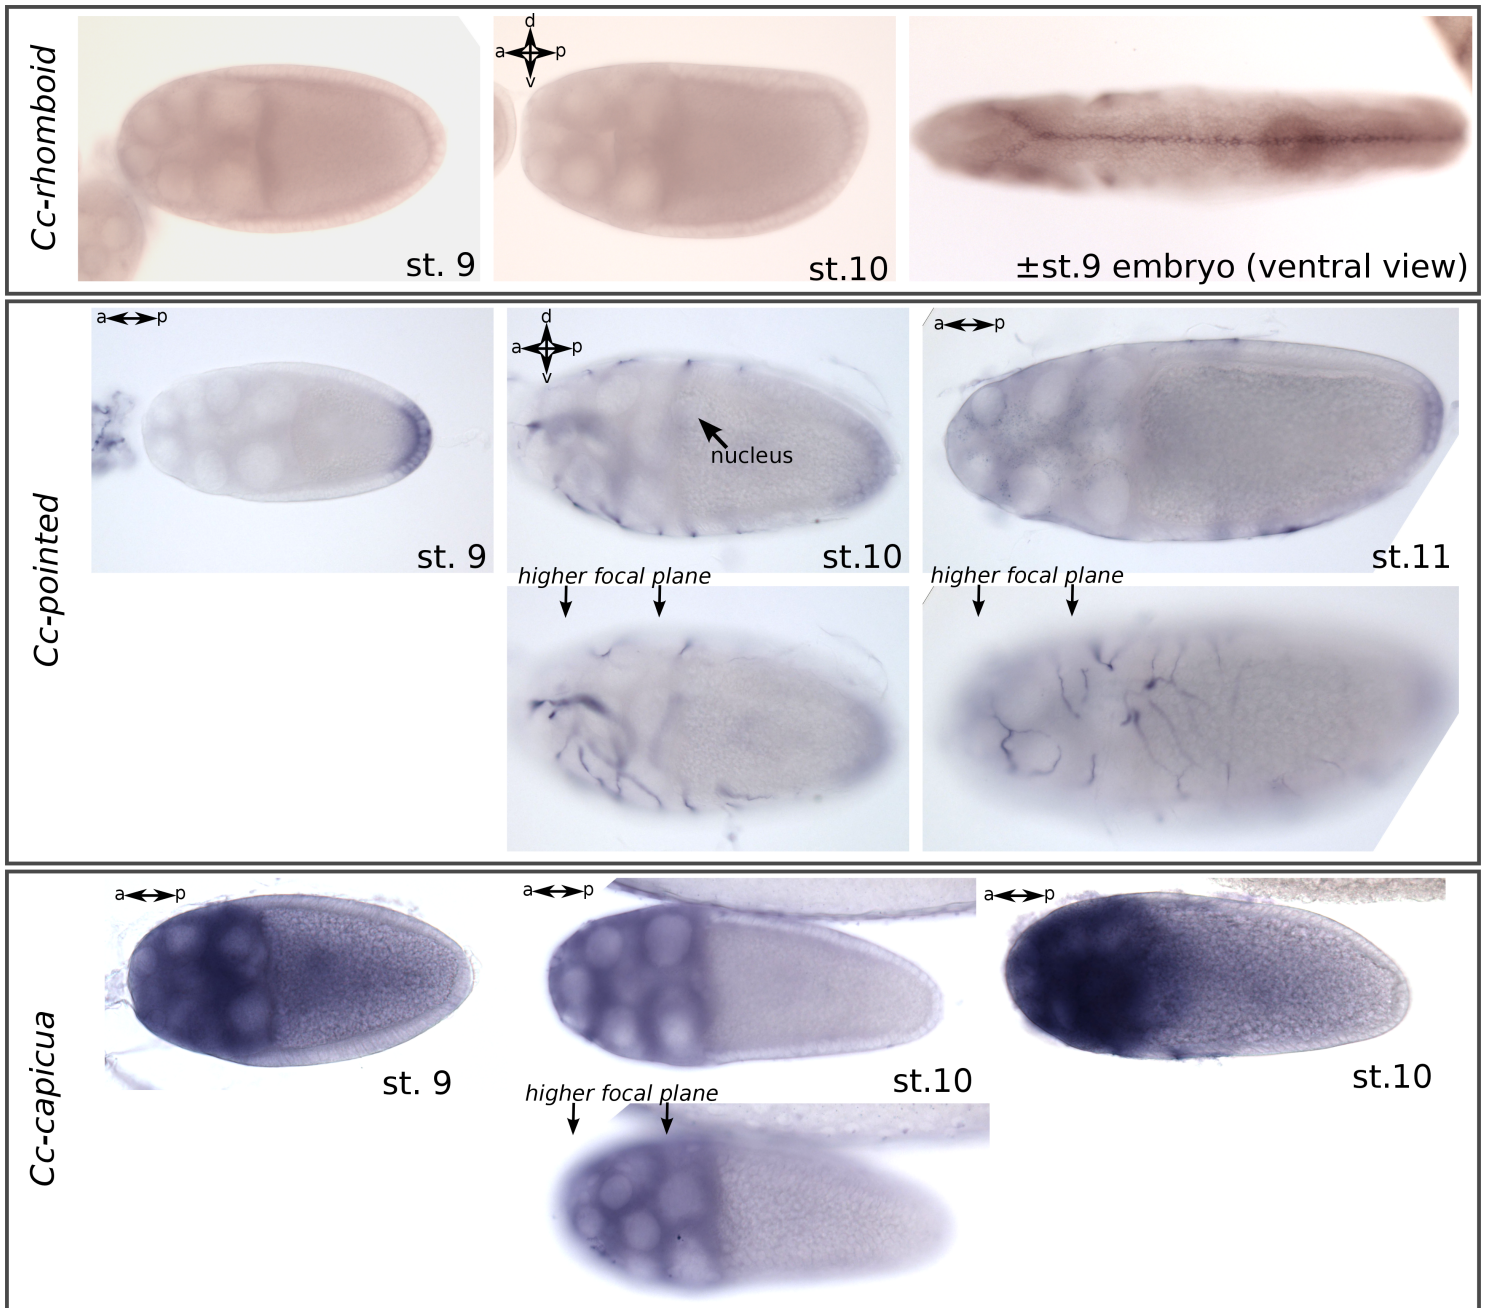 Cc-rhomboid
st. 9
d
a p
v
st.10
±st.9 embryo (ventral view)
Cc-pointed
a p
st. 9
d
a p
v
nucleus
st.10
a p
st.11
higher focal plane
higher focal plane
Cc-capicua
a p
st. 9
a p
st.10
a p
st.10
higher focal plane